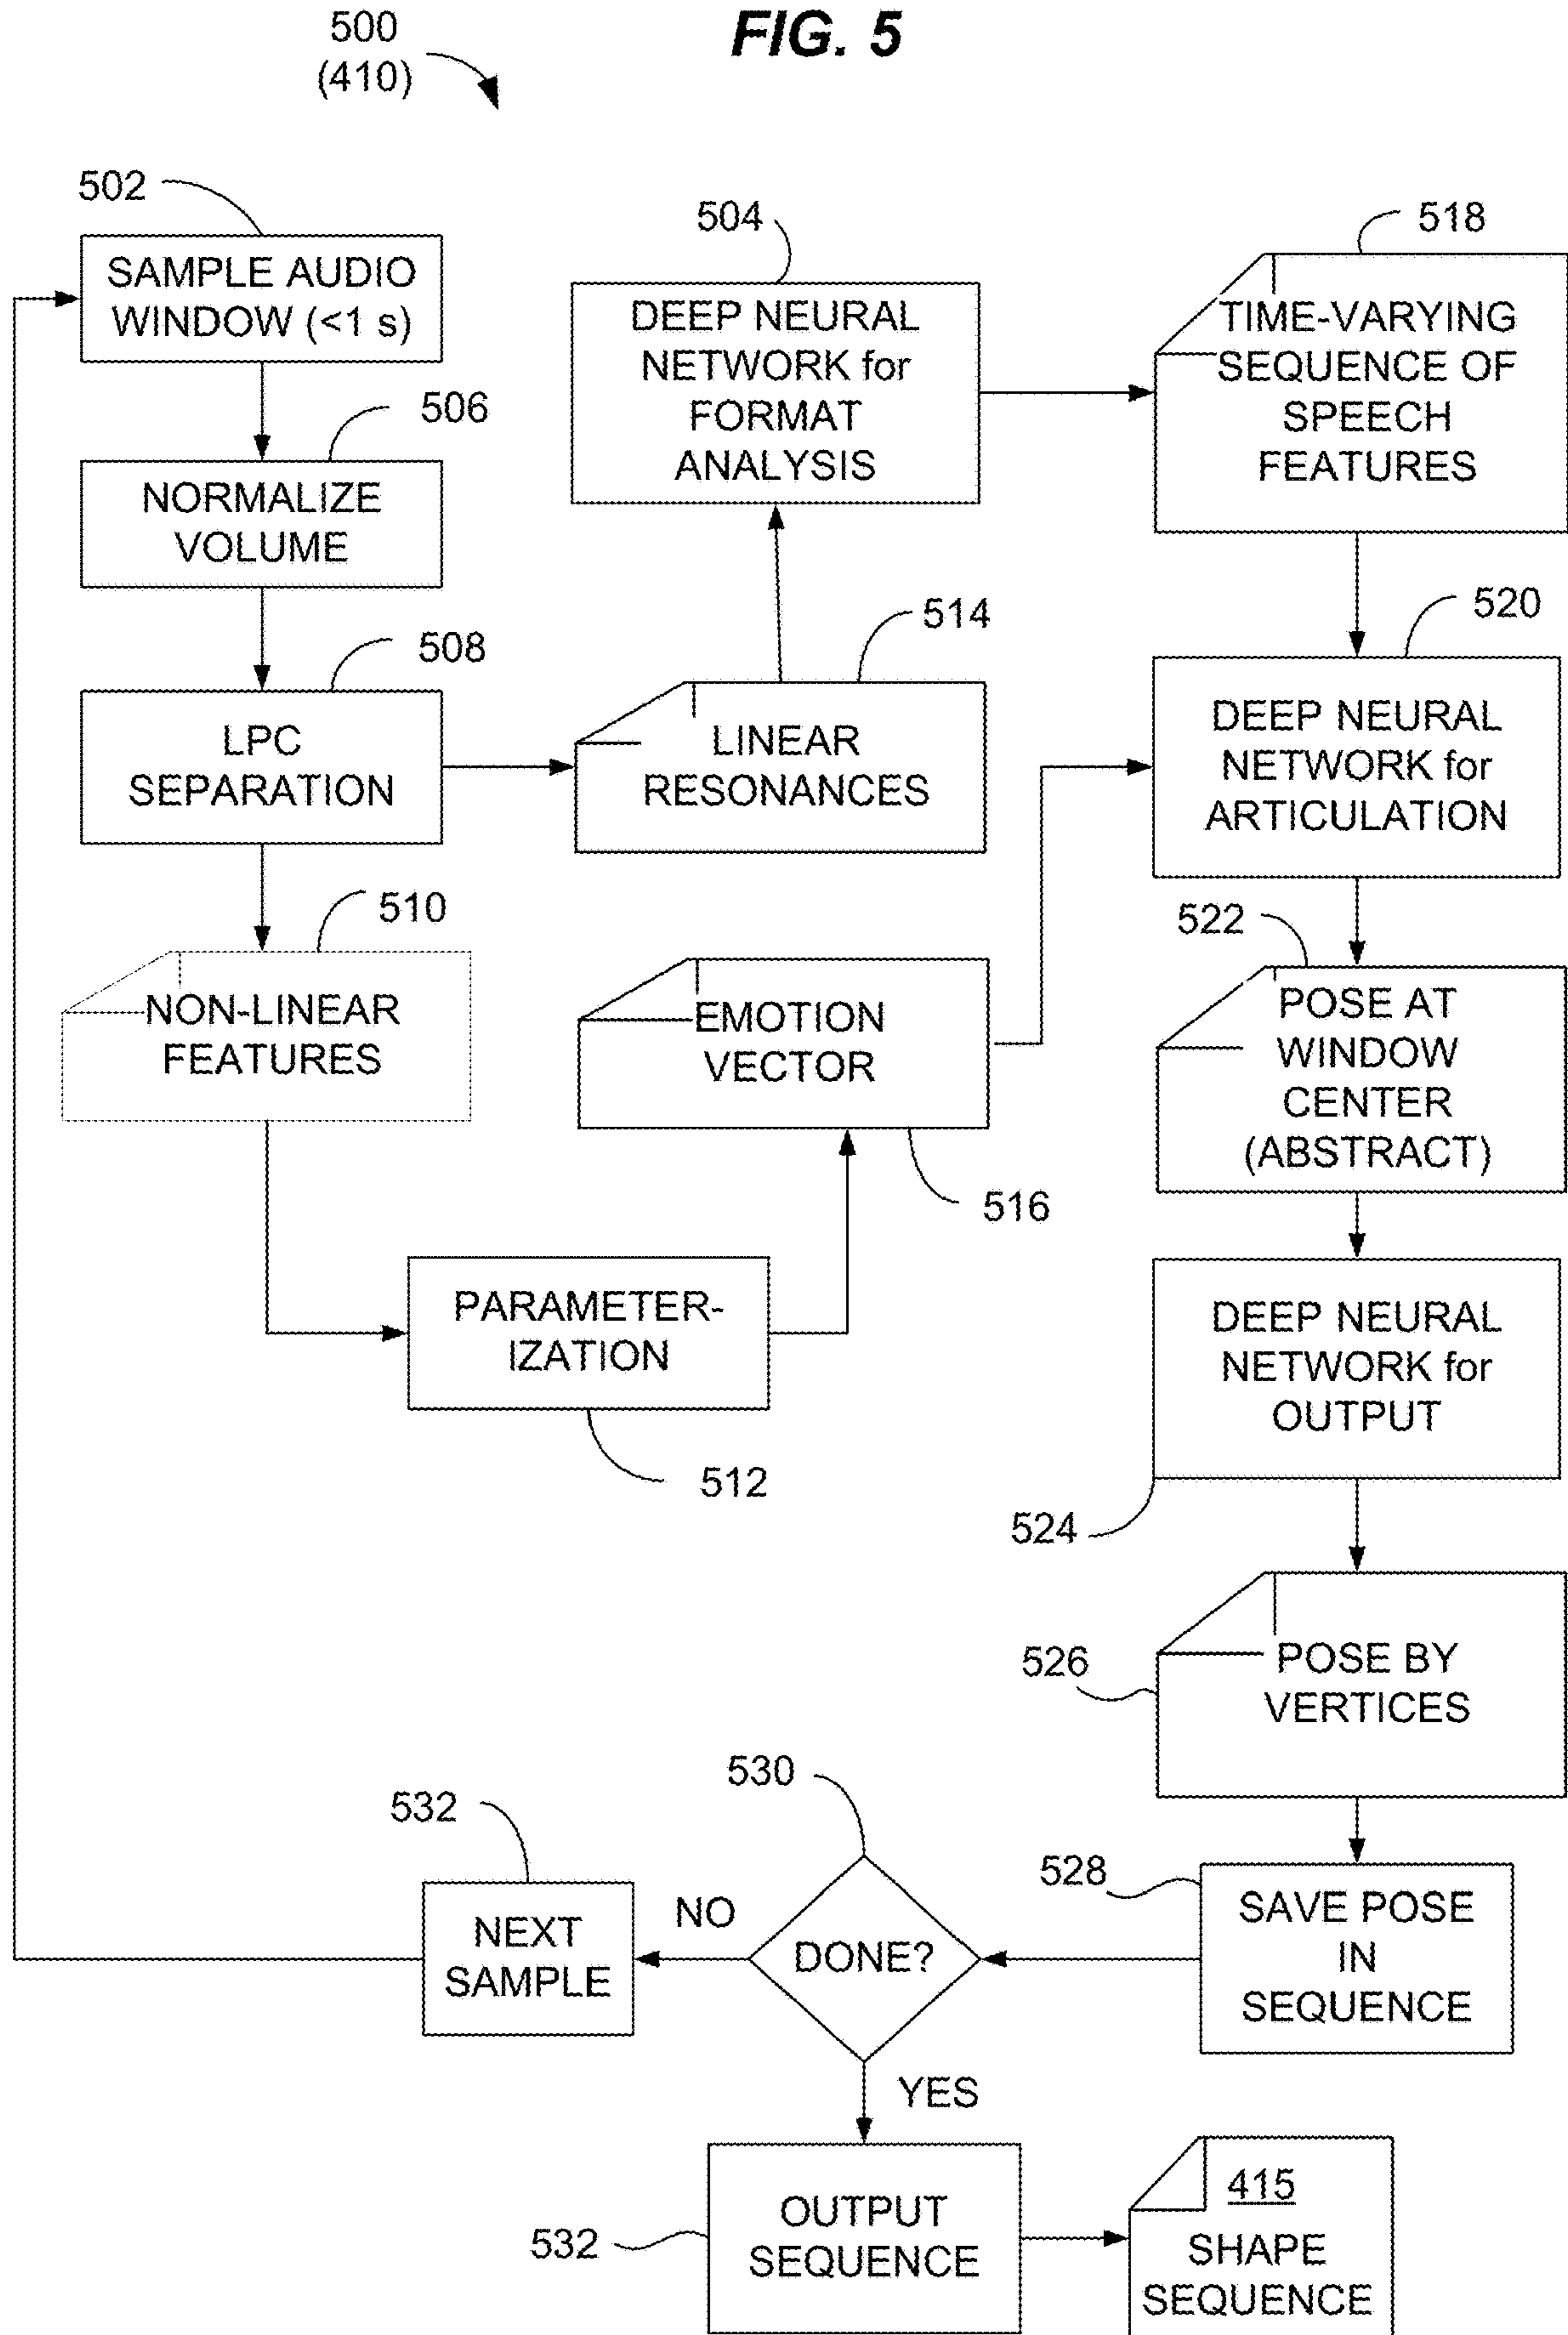 FIG. 5
500
(410)
502
SAMPLE AUDIO
WINDOW (<1 s)
506
NORMALIZE
VOLUME
508
LPC
SEPARATION
510
NON-LINEAR
FEATURES
504
DEEP NEURAL
NETWORK for
FORMAT
ANALYSIS
514
LINEAR
RESONANCES
EMOTION
VECTOR
516
PARAMETER-
IZATION
512
518
TIME-VARYING
SEQUENCE OF
SPEECH
FEATURES
520
DEEP NEURAL
NETWORK for
ARTICULATION
522
POSE AT
WINDOW
CENTER
(ABSTRACT)
DEEP NEURAL
NETWORK for
OUTPUT
524
526
POSE BY
VERTICES
528
SAVE POSE
IN
SEQUENCE
530
DONE?
NO
532
NEXT
SAMPLE
YES
532
OUTPUT
SEQUENCE
415
SHAPE
SEQUENCE